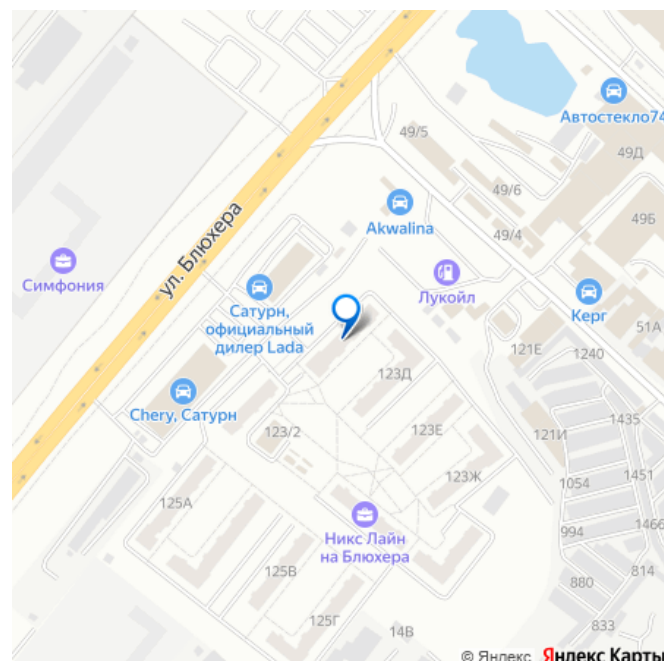 Автостекло74
49/5
49Д
49/6
49Б
Akwalina
49/4
ул. Блюхера
Симфония
Лукойл
Сатурн,
официальный
дилер Lada
Керг
51А
121Е
1240
123Д
Chery, Сатурн
123Е
1435
123/2
121И
123Ж
1451
1054
125А
1466
994
Никс Лайн
на Блюхера
125В
814
880
125Г
14В
833
© Яндекс Яндекс Карты